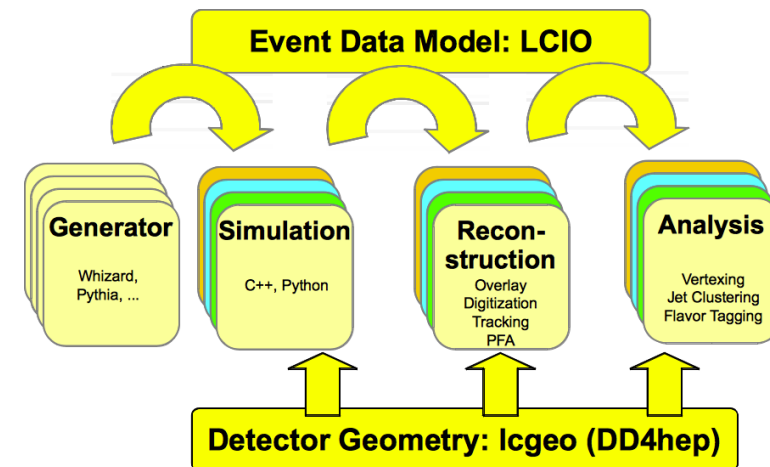 Event Data Model: LCIO
Generator
Whizard,
Pythia, ...
Simulation
C++, Python
Recon-
struction
Overlay
Digitization
Tracking
PFA
Analysis
Vertexing
Jet Clustering
Flavor Tagging
Detector Geometry: lcgeo (DD4hep)